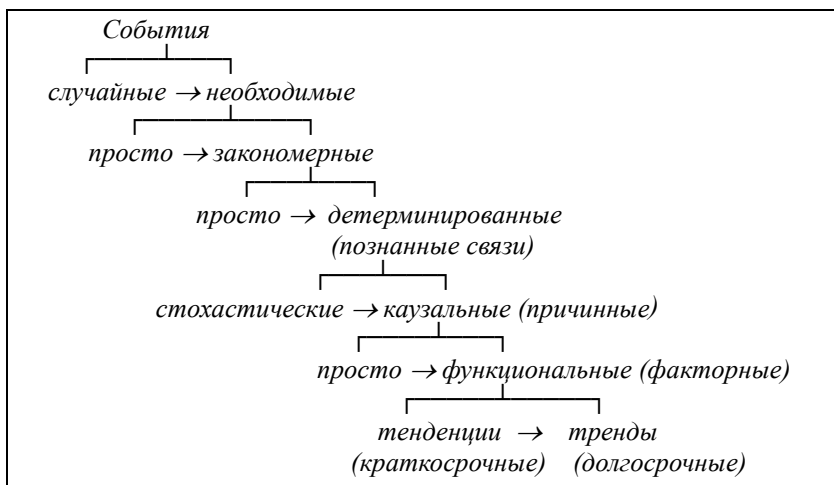 События
случайные → необходимые
просто → закономерные
просто → детерминированные
(познанные связи)
стохастические → каузальные (причинные)
просто → функциональные (факторные)
тенденции → тренды
(краткосрочные) (долгосрочные)